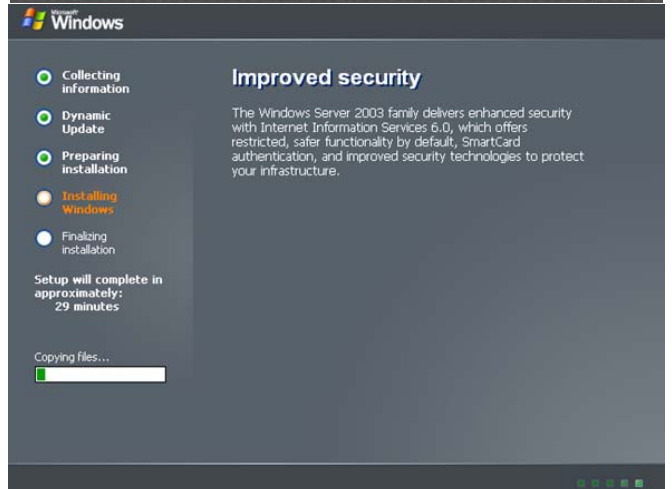 Microsoft
Windows
Collecting
information
Dynamic
Update
Preparing
installation
Installing
Windows
Finalizing
installation
Setup will complete in
approximately:
29 minutes
Copying files...
Improved security
The Windows Server 2003 family delivers enhanced security
with Internet Information Services 6.0, which offers
restricted, safer functionality by default, SmartCard
authentication, and improved security technologies to protect
your infrastructure.